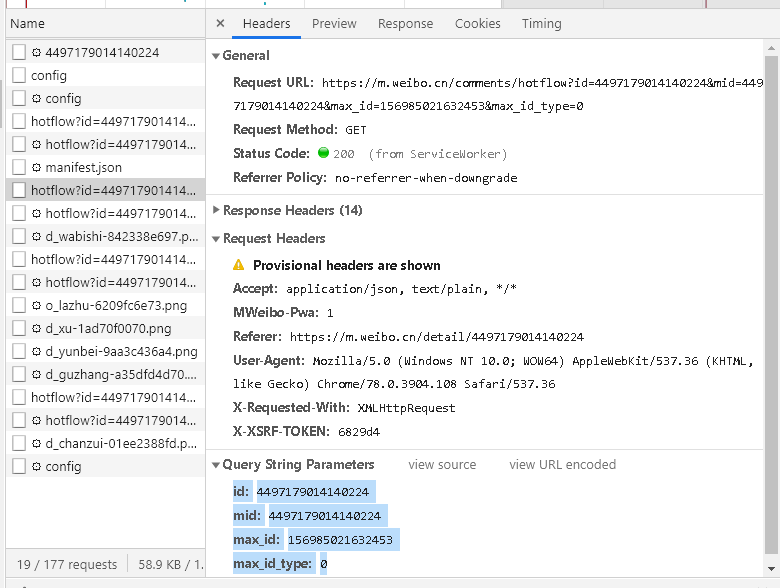 Name
4497179014140224
config
config
hotflow?id=449717901414...
hotflow?id=4497179014...
manifest.json
hotflow?id=449717901414...
hotflow?id=4497179014...
d_wabishi-842338e697.p...
hotflow?id=449717901414...
hotflow?id=4497179014...
o_lazhu-6209fc6e73.png
d_xu-1ad70f0070.png
d_yunbei-9aa3c436a4.png
d_guzhang-a35dfd4d70....
hotflow?id=449717901414...
hotflow?id=4497179014...
d_chanzui-01ee2388fd.p...
config
19 / 177 requests
58.9 KB / 1.
× Headers Preview Response Cookies Timing
General
Request URL: https://m.weibo.cn/comments/hotflow?id=4497179014140224&mid=449
7179014140224&max_id=156985021632453&max_id_type=0
Request Method: GET
Status Code: 200 (from ServiceWorker)
Referrer Policy: no-referrer-when-downgrade
Response Headers (14)
Request Headers
Provisional headers are shown
Accept: application/json, text/plain, */*
MWeibo-Pwa: 1
Referer: https://m.weibo.cn/detail/4497179014140224
User-Agent: Mozilla/5.0 (Windows NT 10.0; WOW64) AppleWebKit/537.36 (KHTML,
like Gecko) Chrome/78.0.3904.108 Safari/537.36
X-Requested-With: XMLHttpRequest
X-XSRF-TOKEN: 6829d4
Query String Parameters view source view URL encoded
id: 4497179014140224
mid: 4497179014140224
max_id: 156985021632453
max_id_type: 0